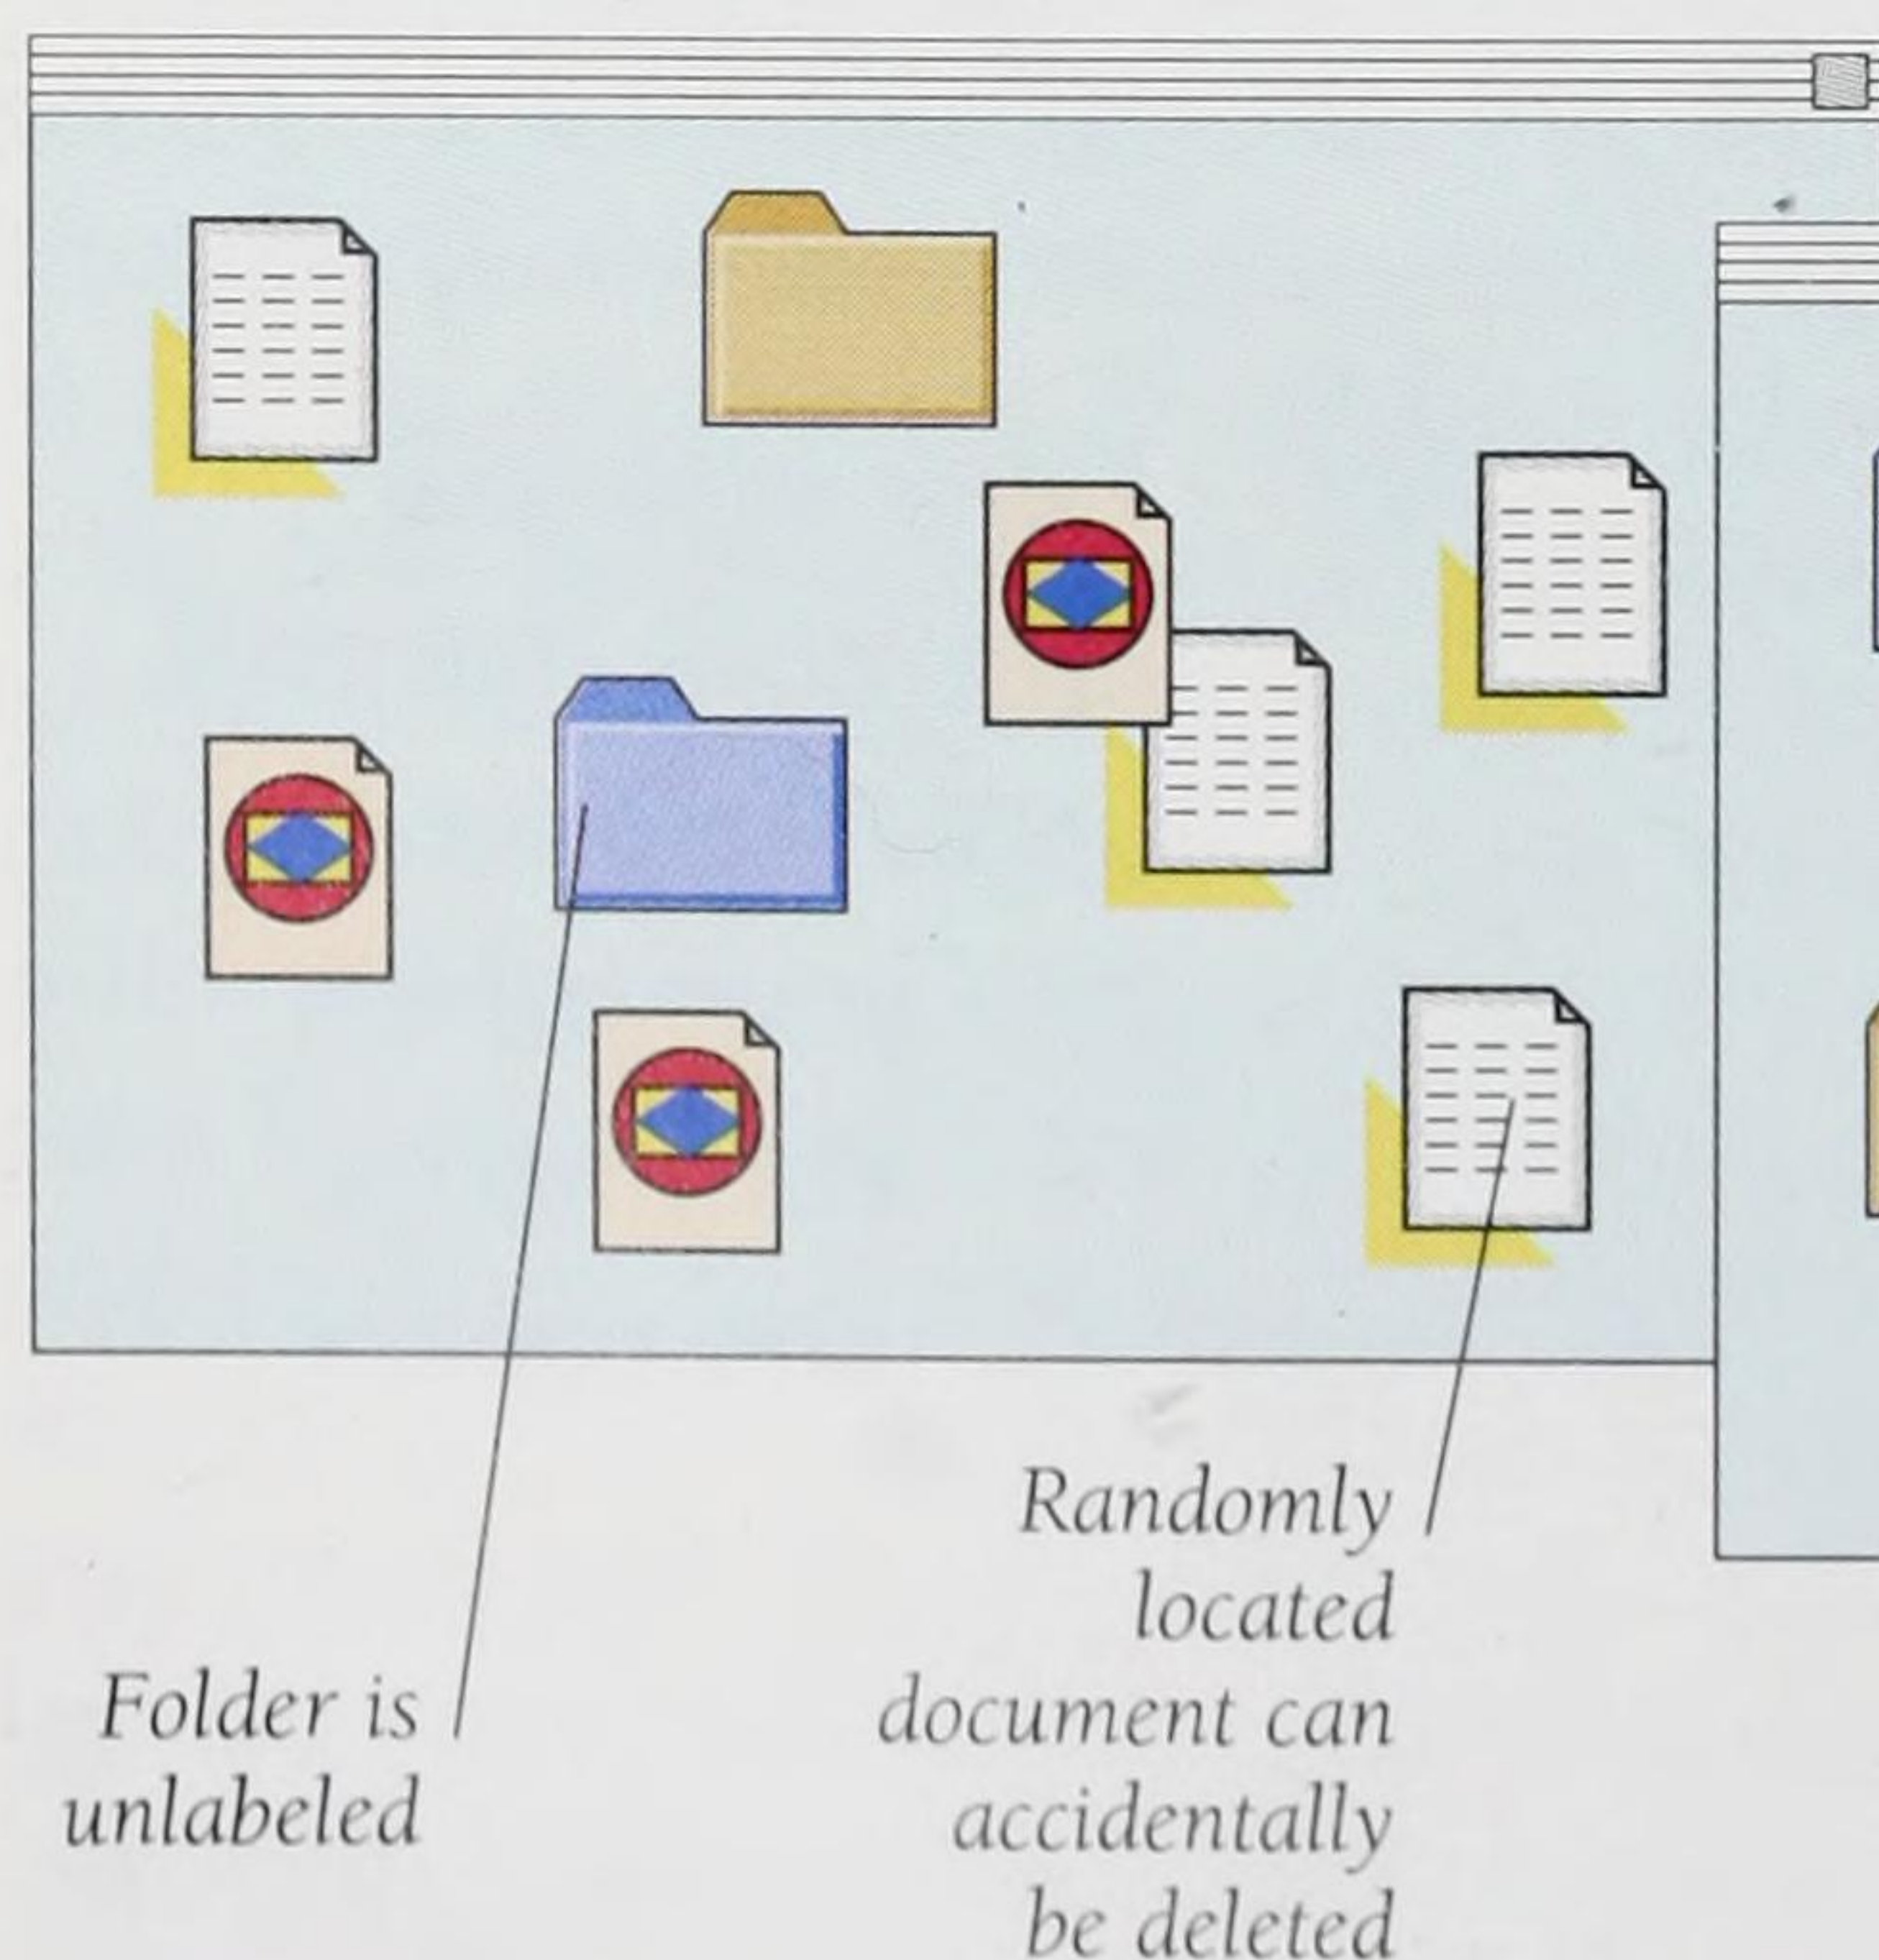 Folder is
unlabeled
Randomly
located
document can
accidentally
be deleted